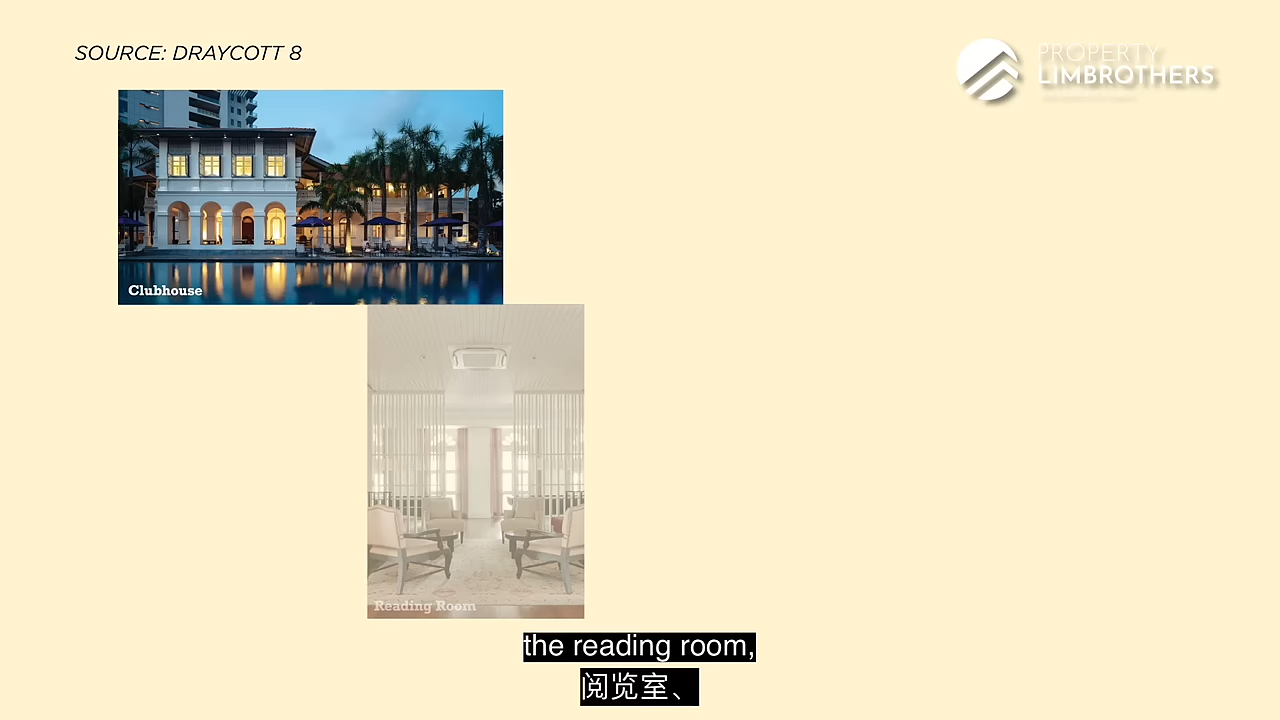 SOURCE: DRAYCOTT 8
PROPERTY
LIMBROTHERS
Clubhouse
Reading Room
the reading room,
阅览室、